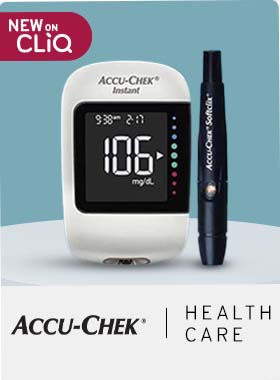 NEW ON
CLiQ
ACCU-CHEK®
Instant
9:38 am 2-17
106
mg/dL
ACCU-CHEK® Softclix
ACCU-CHEK® | HEALTH
CARE